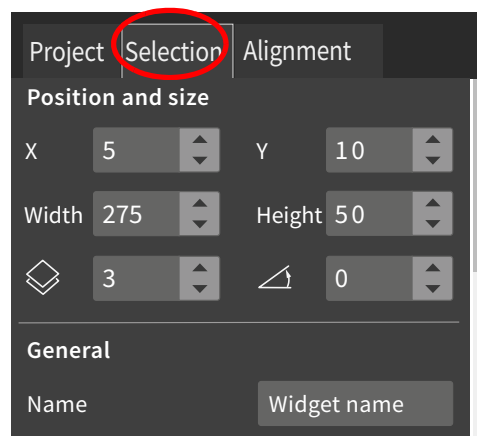 Project Selection Alignment
Position and size
X 5 Y 10
Width 275 Height 50
3 0
General
Name Widget name